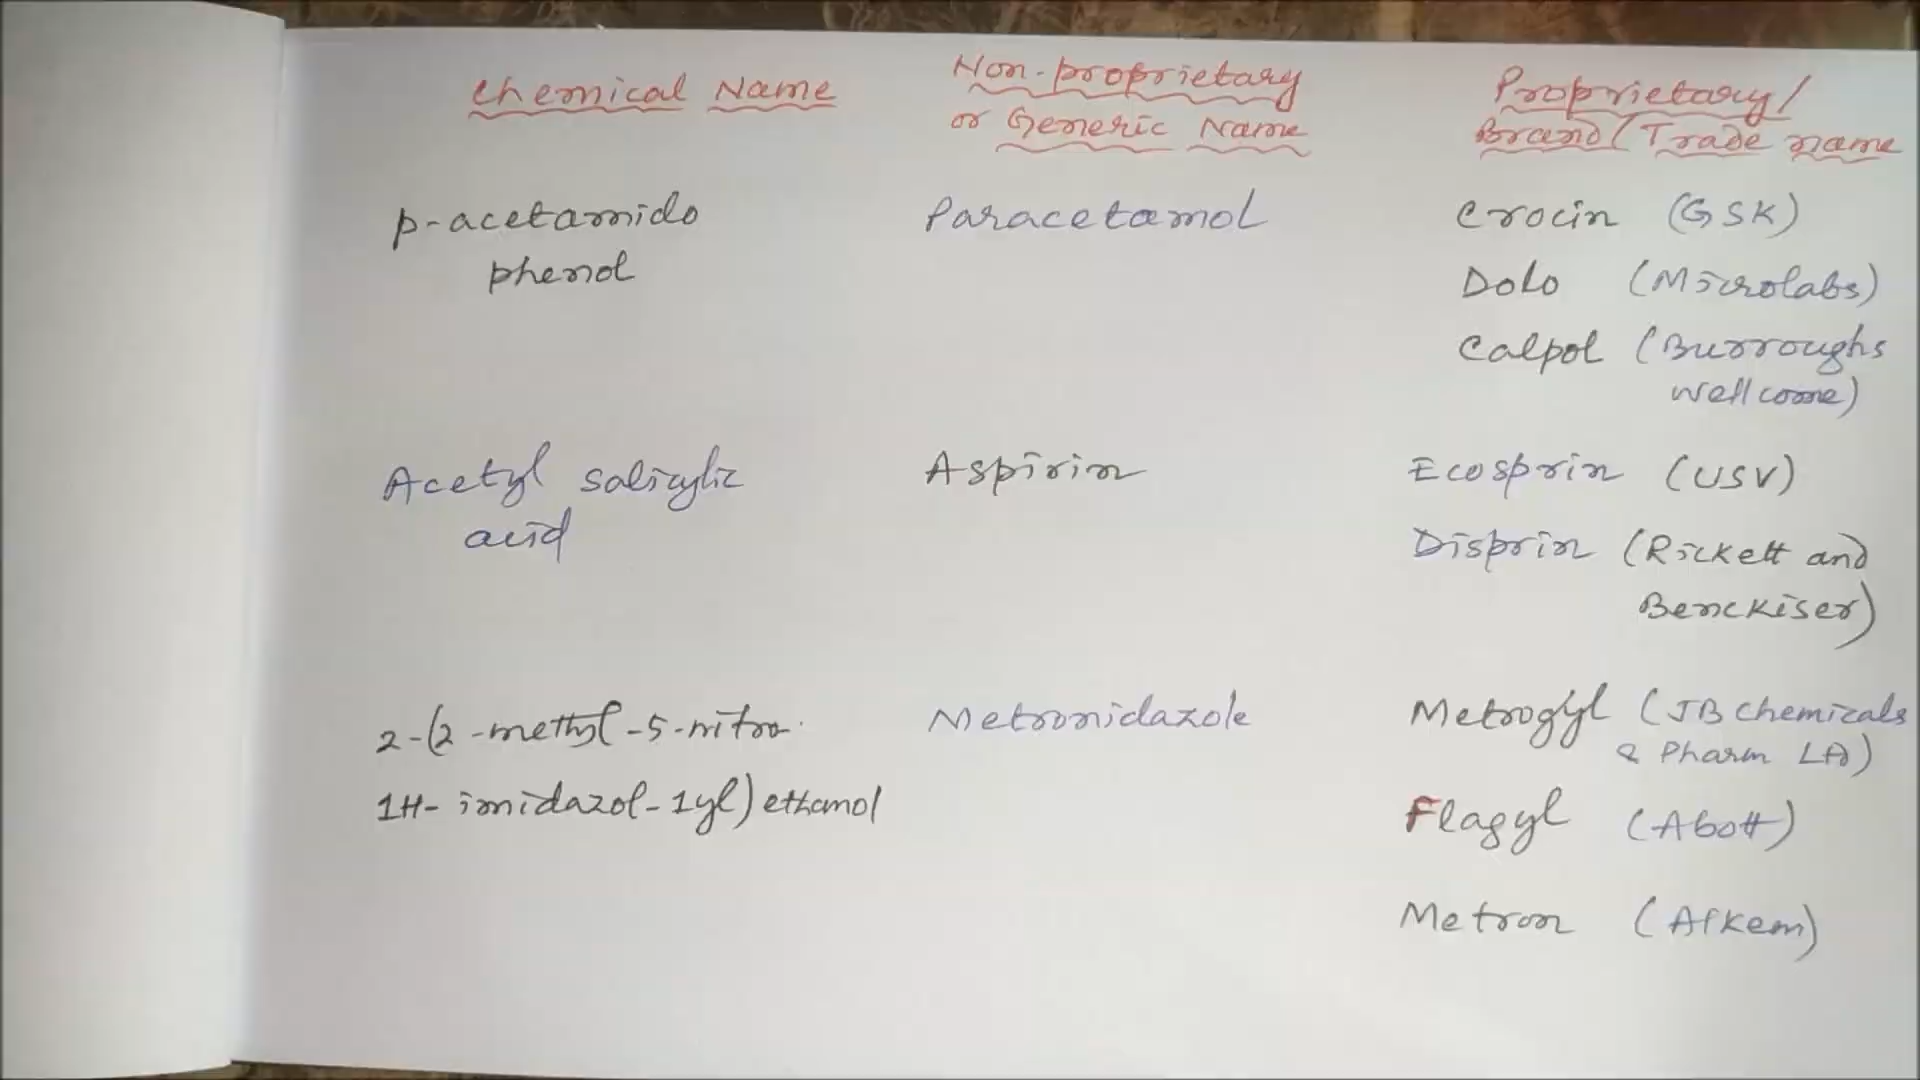 Chemical Name
Non-proprietary
or Generic Name
Proprietary/
Brand/Trade name
p-acetamido
phenol
Paracetamol
Crocin (GSK)
Dolo (Microlabs)
Calpol (Burroughs
wellcome)
Acetyl salicylic
acid
Aspirin
Ecosprin (USV)
Disprin (Rickett and
Benckiser)
2-(2-methyl-5-nitro-
1H-imidazol-1yl) ethanol
Metronidazole
Metrogyl (JB Chemicals
& Pharm Ltd)
Flagyl (Abott)
Metron (Alkem)